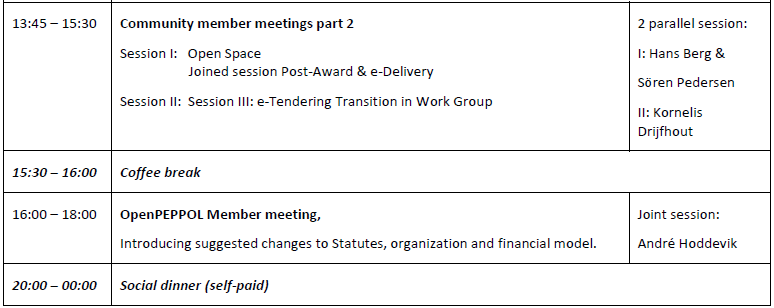 13:45 – 15:30
Community member meetings part 2
Session I: Open Space
Joined session Post-Award & e-Delivery
Session II: Session III: e-Tendering Transition in Work Group
2 parallel session:
I: Hans Berg &
Sören Pedersen
II: Kornelis
Drijfhout
15:30 – 16:00
Coffee break
16:00 – 18:00
OpenPEPPOL Member meeting,
Introducing suggested changes to Statutes, organization and financial model.
Joint session:
André Hoddevik
20:00 – 00:00
Social dinner (self-paid)